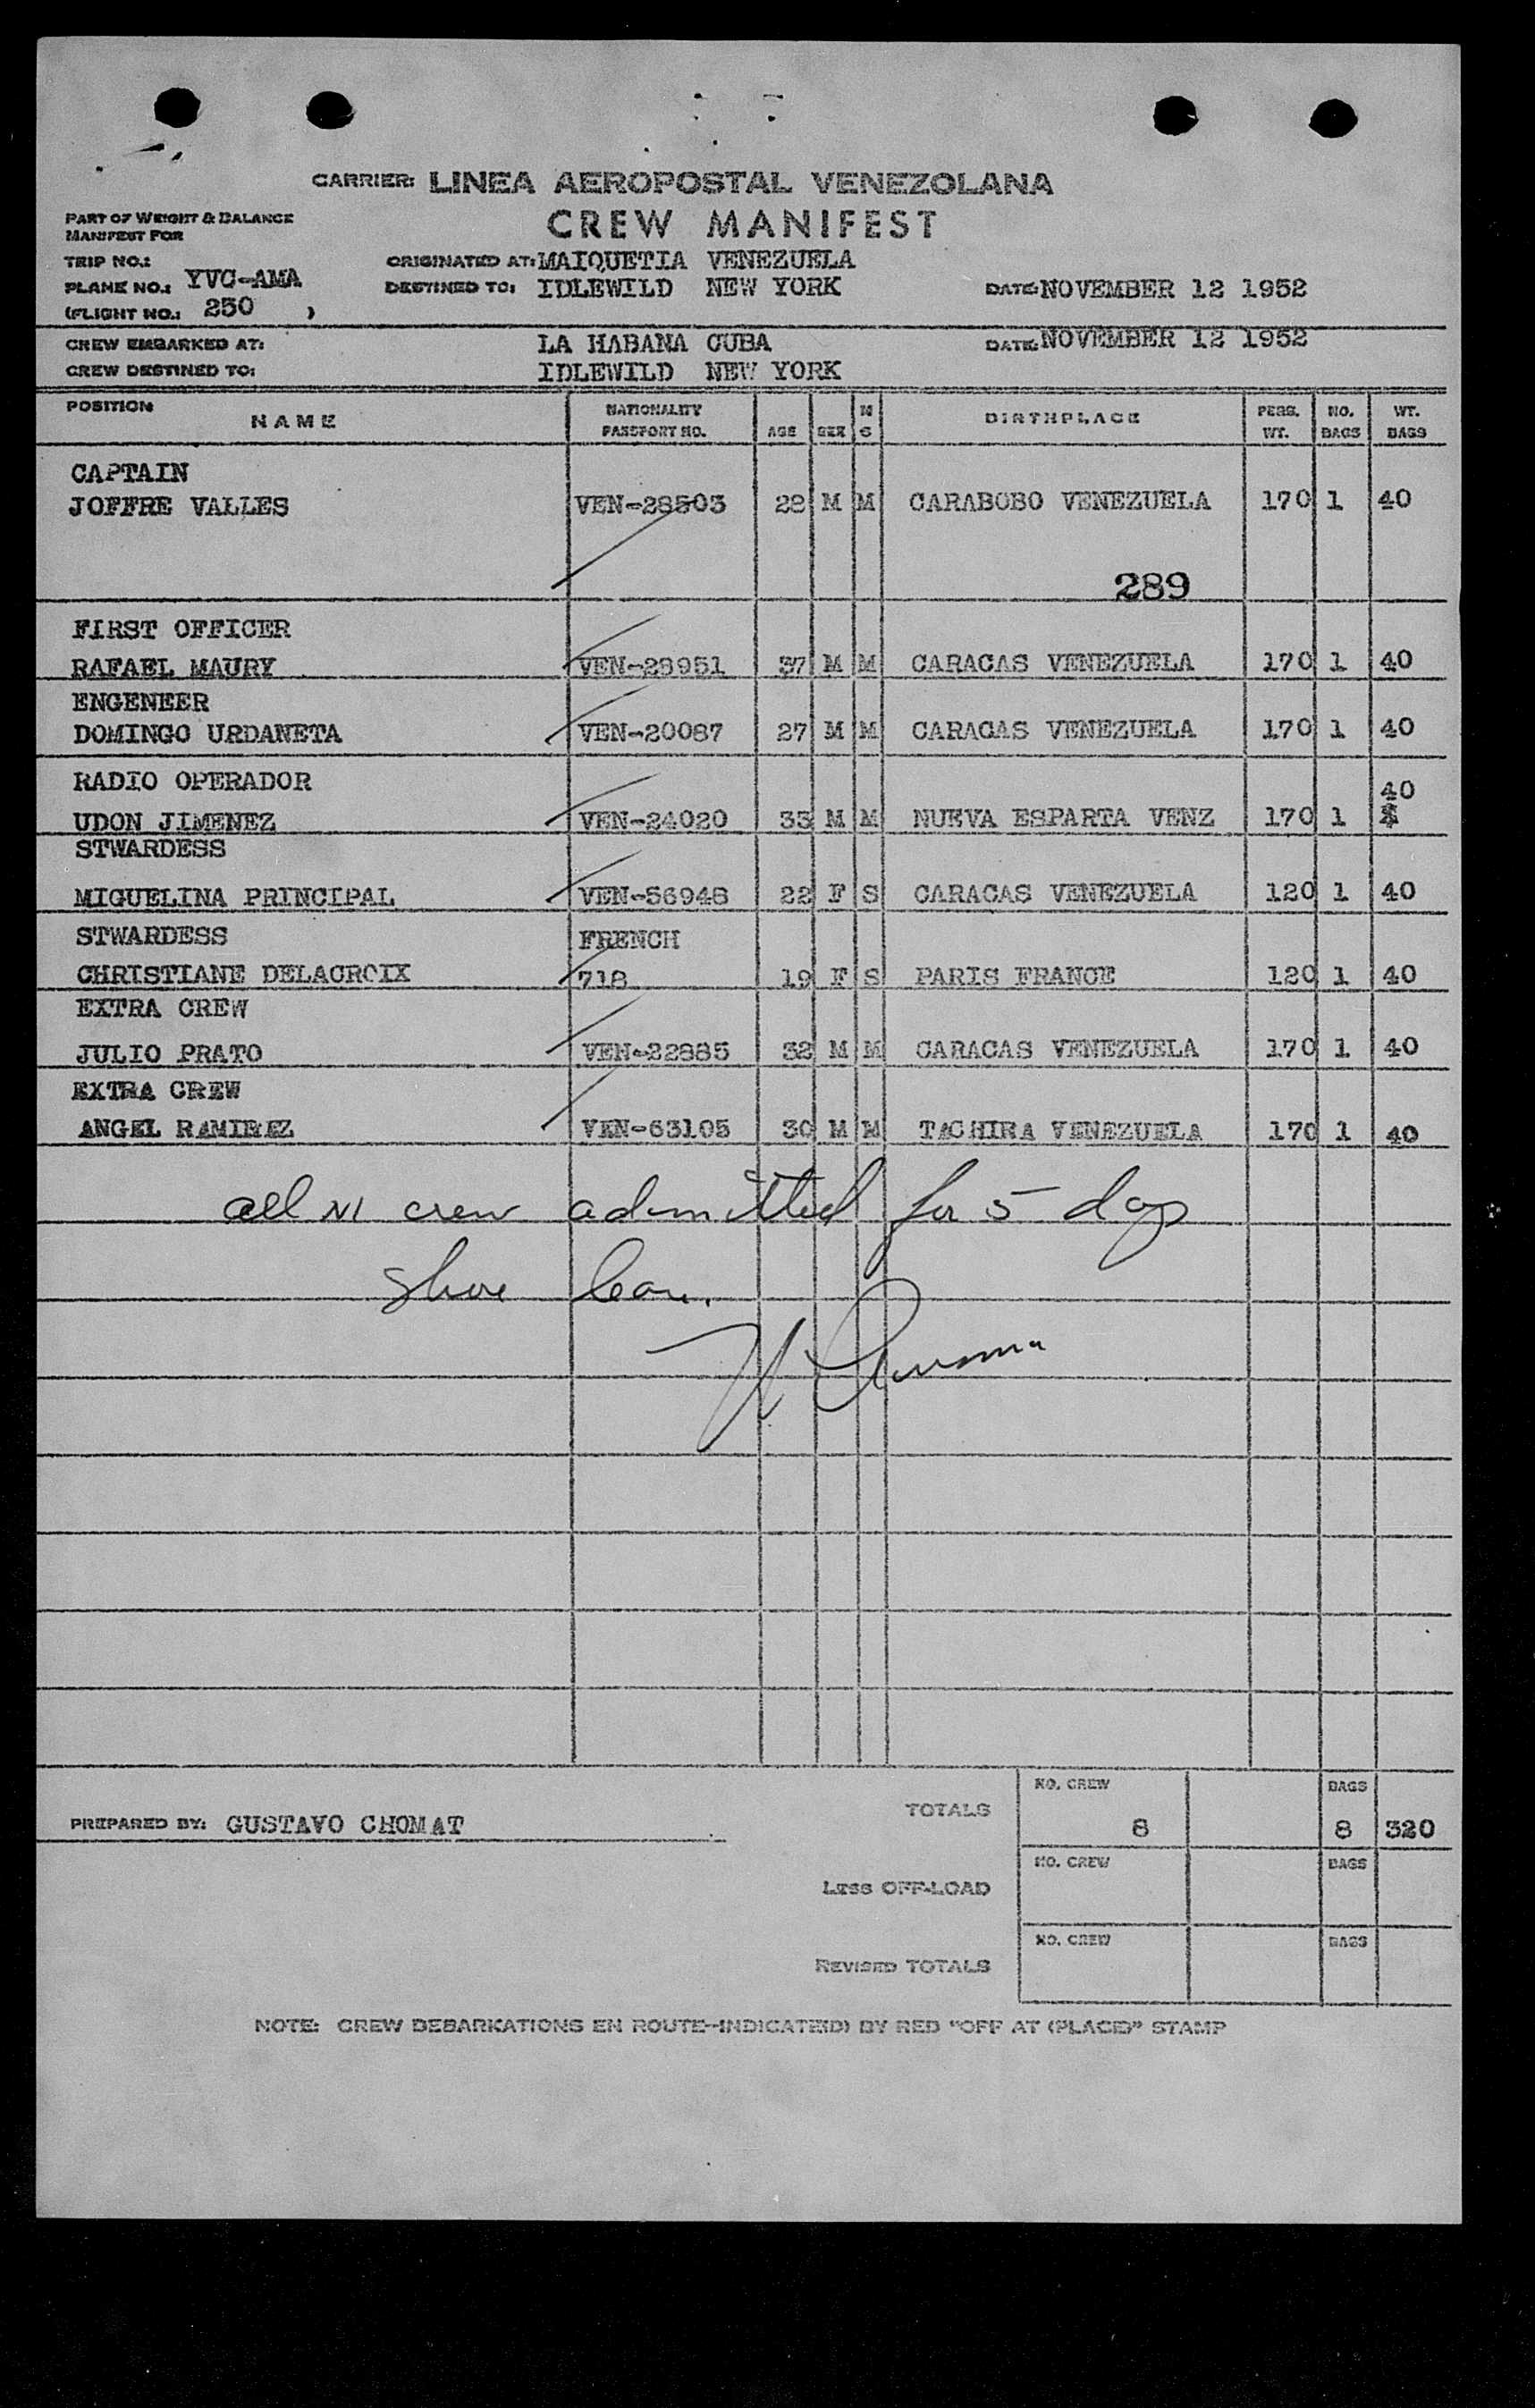 CARRIER: LINEA AEROPOSTAL VENEZOLANA
CREW MANIFEST
PART OF WEIGHT & BALANCE
MANIFEST FOR
TRIP NO.:
PLANE NO.: YVC-AMA
(FLIGHT NO.: 250 )
ORIGINATED AT: MAIQUETIA VENEZUELA
DESTINED TO: IDLEWILD NEW YORK DATE: NOVEMBER 12 1952
CREW EMBARKED AT: LA HABANA CUBA DATE: NOVEMBER 12 1952
CREW DESTINED TO: IDLEWILD NEW YORK
POSITION NAME NATIONALITY PASSPORT NO. AGE SEX M S BIRTHPLACE PERS. WT. NO. BAGS WT. BAGS
CAPTAIN
JOFFRE VALLES VEN-28503 22 M M CARABOBO VENEZUELA 170 1 40
289
FIRST OFFICER
RAFAEL MAURY VEN-28951 37 M M CARACAS VENEZUELA 170 1 40
ENGENEER
DOMINGO URDANETA VEN-20087 27 M M CARACAS VENEZUELA 170 1 40
RADIO OPERADOR
UDON JIMENEZ VEN-24020 33 M M NUEVA ESPARTA VENZ 170 1 40
STWARDESS
MIGUELINA PRINCIPAL VEN-56948 22 F S CARACAS VENEZUELA 120 1 40
STWARDESS FRENCH
CHRISTIANE DELACROIX 718 19 F S PARIS FRANCE 120 1 40
EXTRA CREW
JULIO PRATO VEN-22885 32 M M CARACAS VENEZUELA 170 1 40
EXTRA CREW
ANGEL RAMIREZ VEN-63105 30 M M TACHIRA VENEZUELA 170 1 40
all NI crew admitted for 5 days
shore leave.
PREPARED BY: GUSTAVO CHOMAT
TOTALS NO. CREW 8 BAGS 8 320
LESS OFF-LOAD NO. CREW BAGS
REVISED TOTALS NO. CREW BAGS
NOTE: CREW DEBARKATIONS EN ROUTE-INDICATE(D) BY RED "OFF AT (PLACE)" STAMP